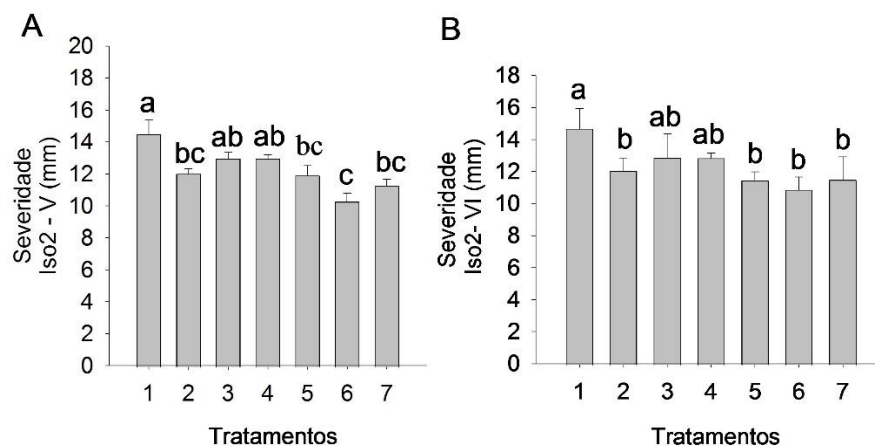 A
Severidade
Iso2 - V (mm)
20
18
16
14
12
10
8
6
4
2
0
a
bc
ab
ab
bc
c
bc
1 2 3 4 5 6 7
Tratamentos
B
Severidade
Iso2- VI (mm)
18
16
14
12
10
8
6
4
2
0
a
b
ab
ab
b
b
b
1 2 3 4 5 6 7
Tratamentos